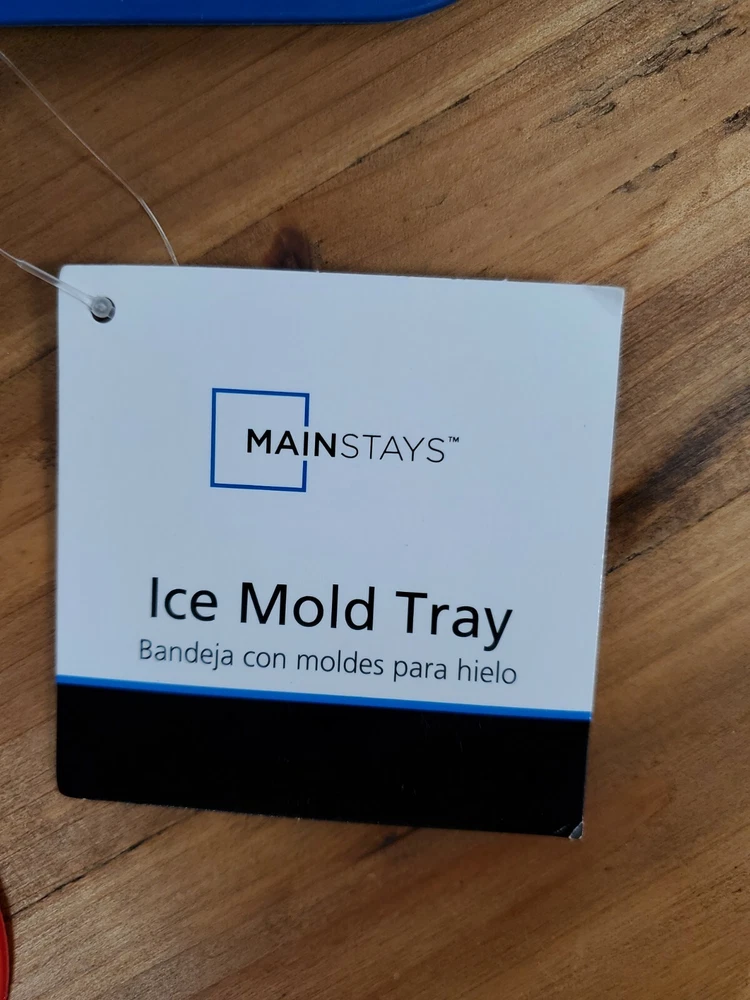 MAINSTAYS™
Ice Mold Tray
Bandeja con moldes para hielo